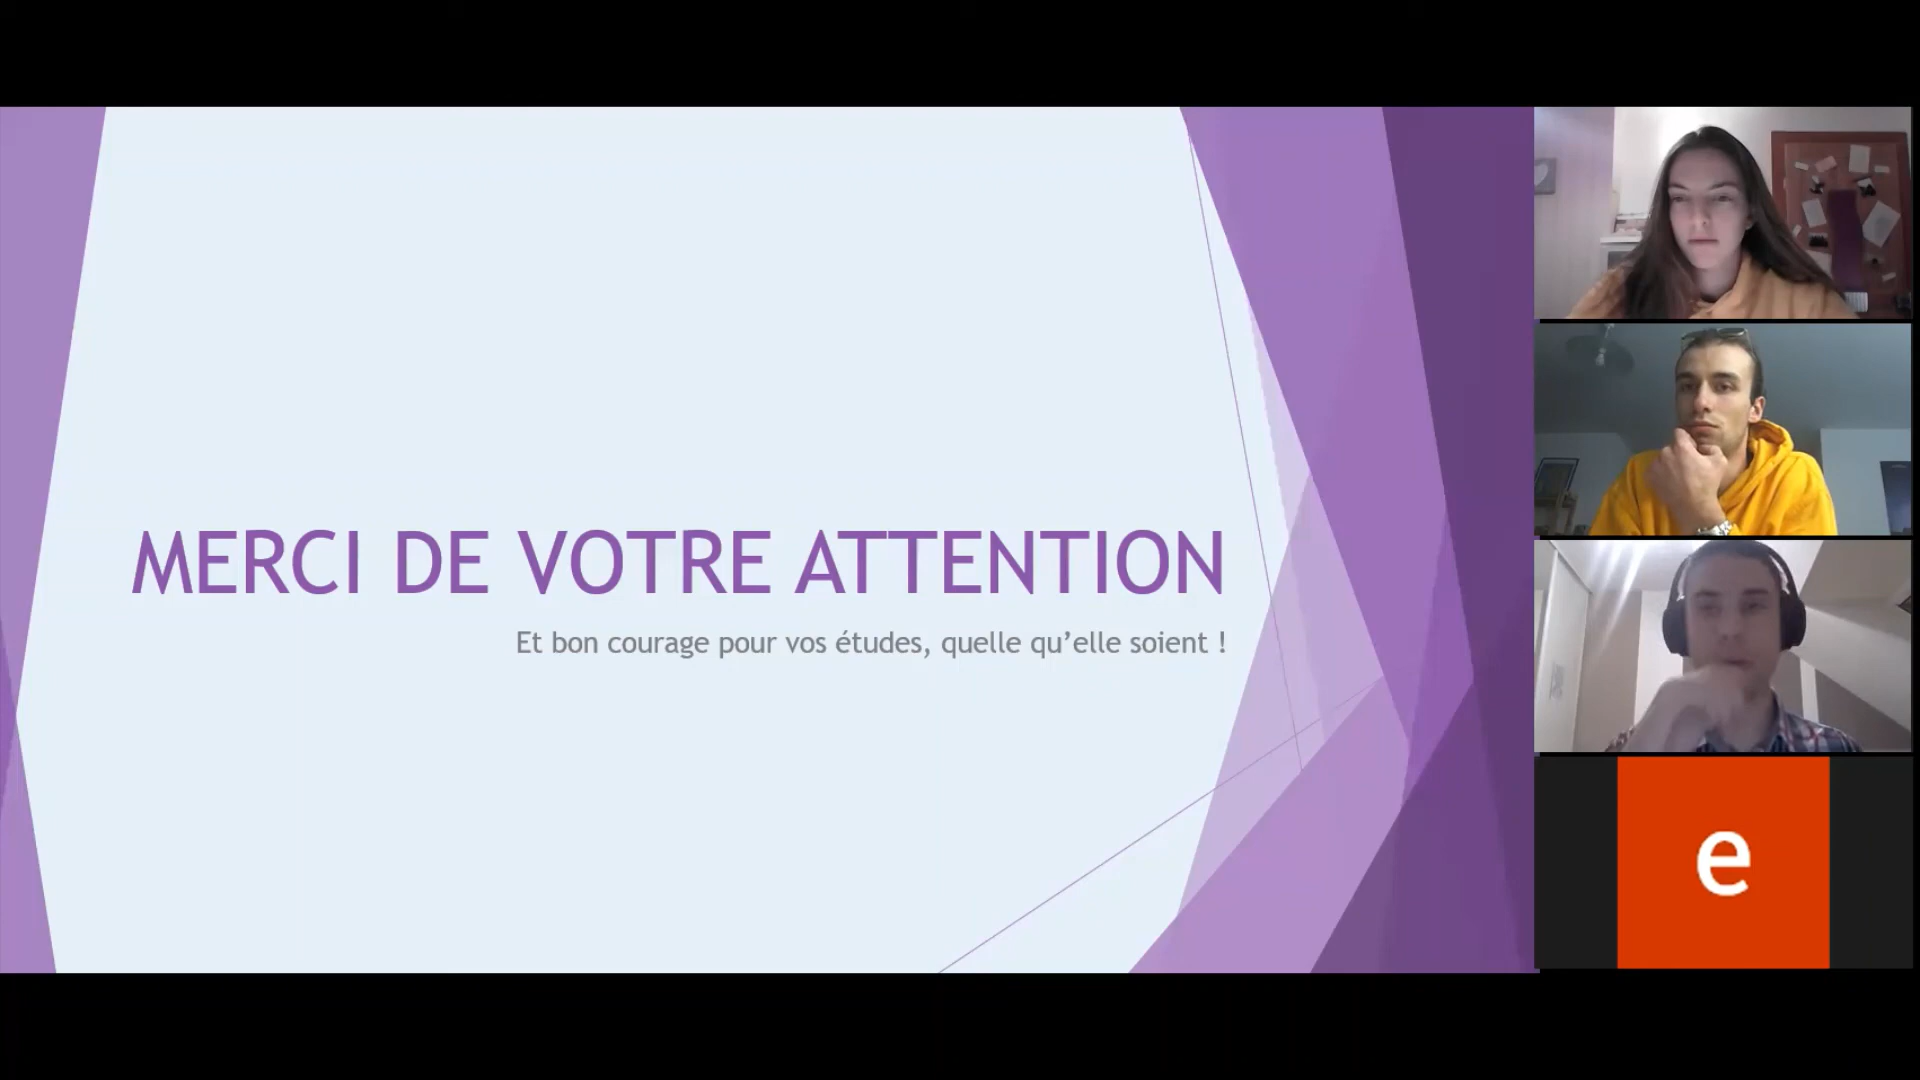 MERCI DE VOTRE ATTENTION
Et bon courage pour vos études, quelle qu’elle soient !
e